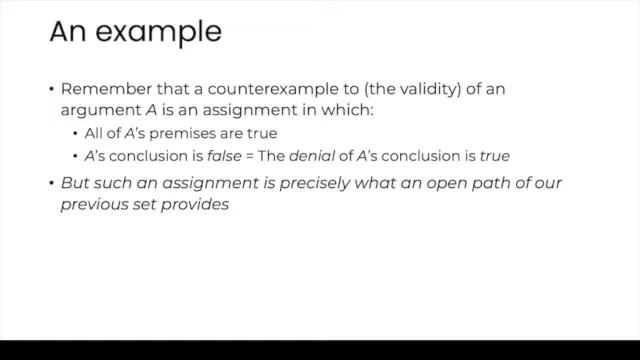 An example
• Remember that a counterexample to (the validity) of an
argument A is an assignment in which:
• All of A's premises are true
• A's conclusion is false = The denial of A's conclusion is true
• But such an assignment is precisely what an open path of our
previous set provides